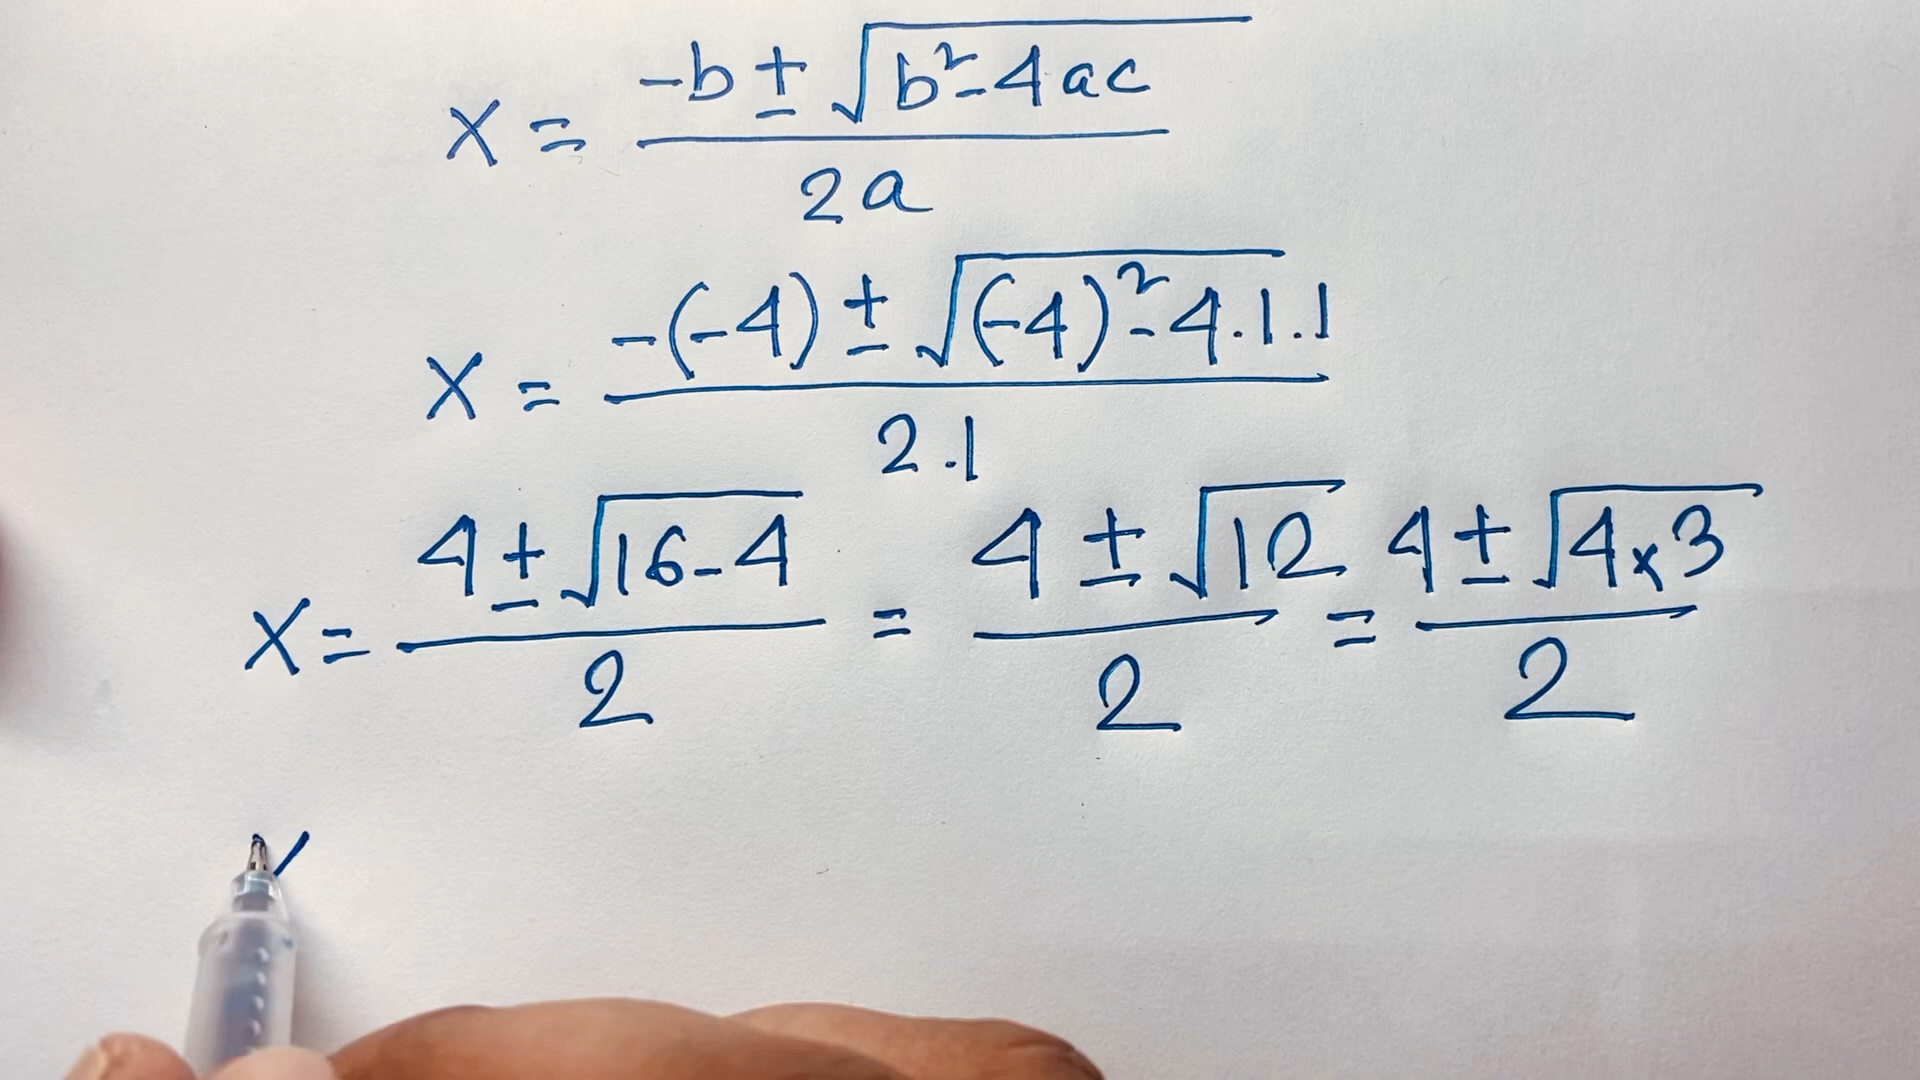 x = (-b ± √(b² - 4ac)) / 2a
x = (-(-4) ± √((-4)² - 4.1.1)) / 2.1
x = (4 ± √(16-4)) / 2 = (4 ± √12) / 2 = (4 ± √(4×3)) / 2